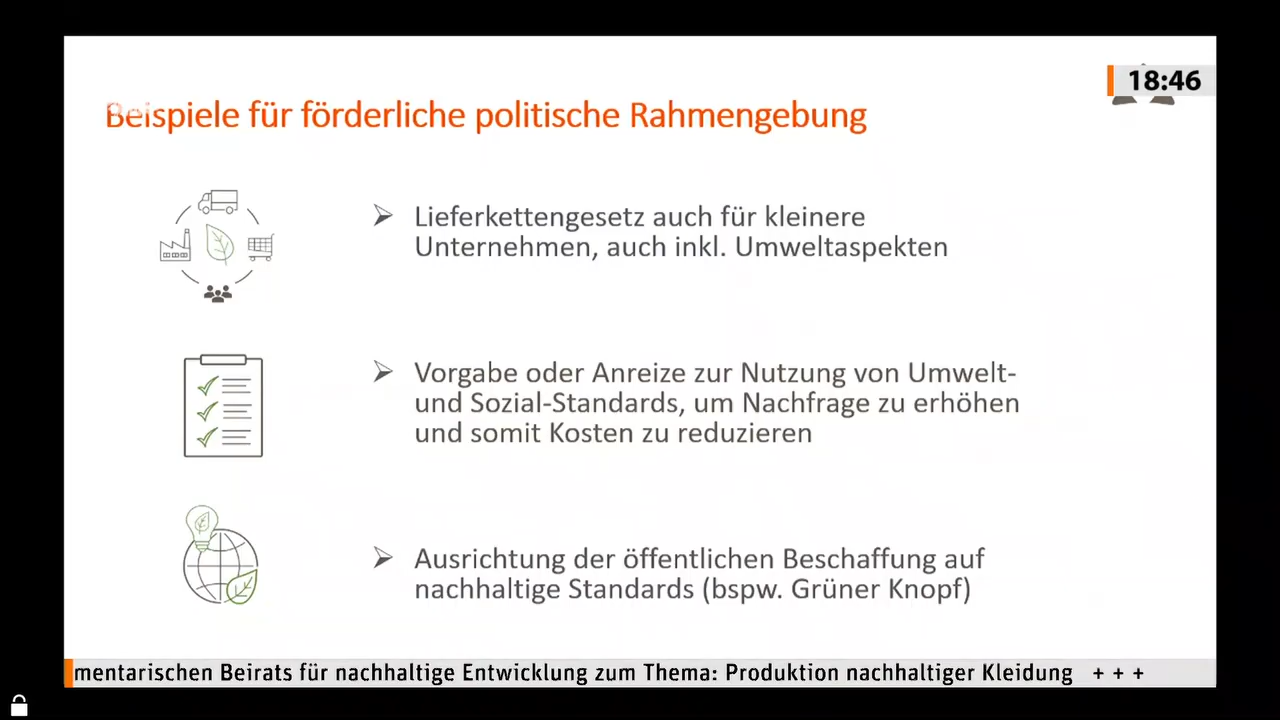 18:46
Beispiele für förderliche politische Rahmengebung
Lieferkettengesetz auch für kleinere
Unternehmen, auch inkl. Umweltaspekten
Vorgabe oder Anreize zur Nutzung von Umwelt-
und Sozial-Standards, um Nachfrage zu erhöhen
und somit Kosten zu reduzieren
Ausrichtung der öffentlichen Beschaffung auf
nachhaltige Standards (bspw. Grüner Knopf)
mentarischen Beirats für nachhaltige Entwicklung zum Thema: Produktion nachhaltiger Kleidung + + +